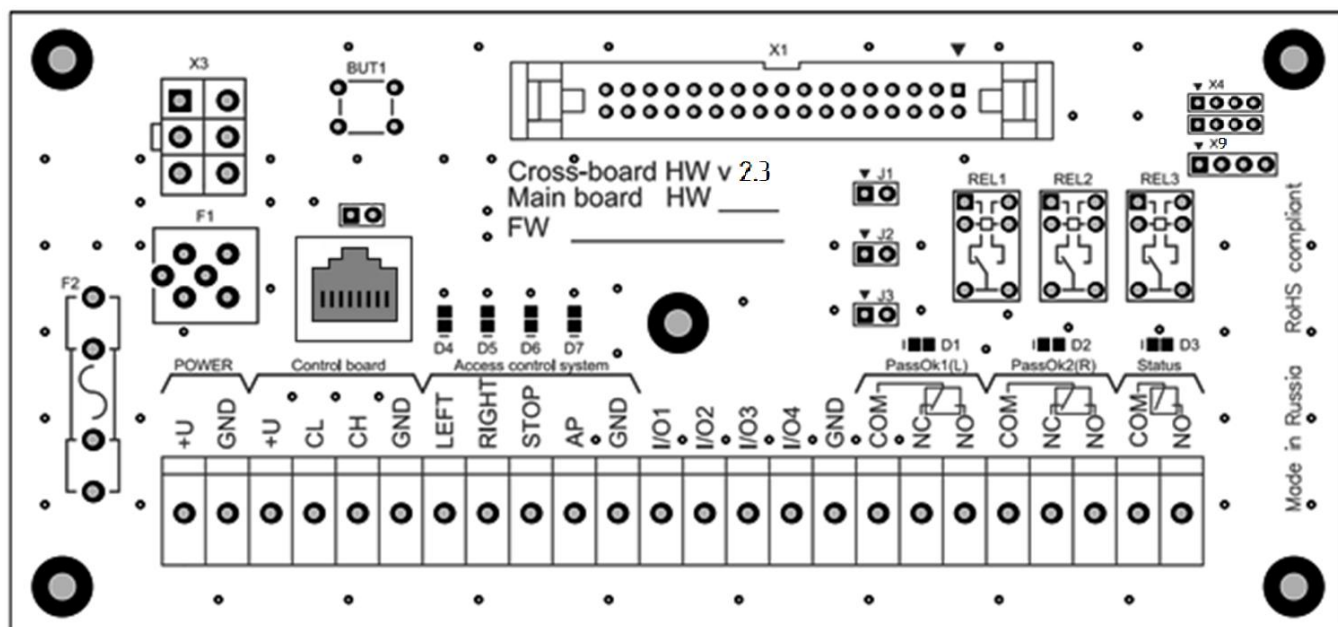 X3
BUT1
X1
X4
X9
Cross-board HW v 2.3
Main board HW
FW
J1
J2
J3
REL1
REL2
REL3
F1
F2
RoHS compliant
Made in Russia
D4
D5
D6
D7
D1
D2
D3
POWER
Control board
Access control system
PassOk1(L)
PassOk2(R)
Status
+U
GND
+U
CL
CH
GND
LEFT
RIGHT
STOP
AP
GND
I/O1
I/O2
I/O3
I/O4
GND
COM
NC
NO
COM
NC
NO
COM
NO